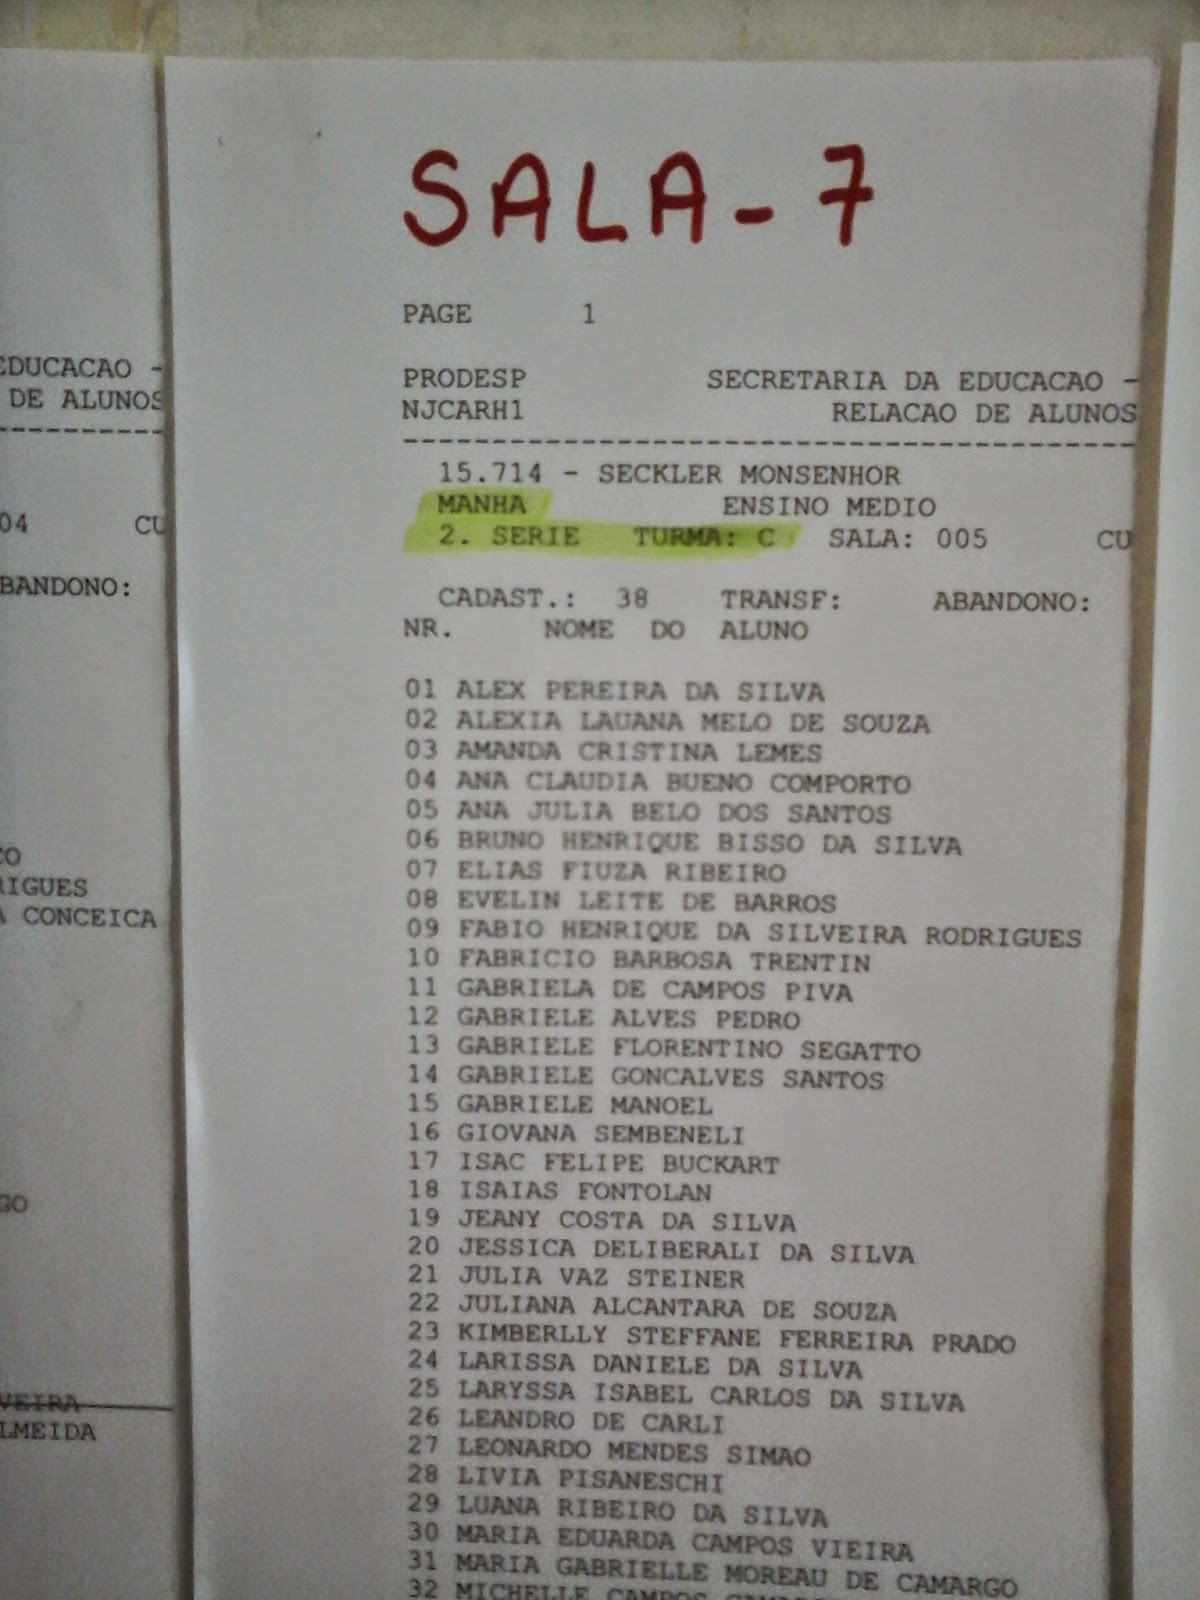 SALA-7
PAGE 1
PRODESP SECRETARIA DA EDUCACAO -
NJCARH1 RELACAO DE ALUNOS
15.714 - SECKLER MONSENHOR
MANHA ENSINO MEDIO
2. SERIE TURMA: C SALA: 005 CU
CADAST.: 38 TRANSF: ABANDONO:
NR. NOME DO ALUNO
01 ALEX PEREIRA DA SILVA
02 ALEXIA LAUANA MELO DE SOUZA
03 AMANDA CRISTINA LEMES
04 ANA CLAUDIA BUENO COMPORTO
05 ANA JULIA BELO DOS SANTOS
06 BRUNO HENRIQUE BISSO DA SILVA
07 ELIAS FIUZA RIBEIRO
08 EVELIN LEITE DE BARROS
09 FABIO HENRIQUE DA SILVEIRA RODRIGUES
10 FABRICIO BARBOSA TRENTIN
11 GABRIELA DE CAMPOS PIVA
12 GABRIELE ALVES PEDRO
13 GABRIELE FLORENTINO SEGATTO
14 GABRIELE GONCALVES SANTOS
15 GABRIELE MANOEL
16 GIOVANA SEMBENELI
17 ISAC FELIPE BUCKART
18 ISAIAS FONTOLAN
19 JEANY COSTA DA SILVA
20 JESSICA DELIBERALI DA SILVA
21 JULIA VAZ STEINER
22 JULIANA ALCANTARA DE SOUZA
23 KIMBERLLY STEFFANE FERREIRA PRADO
24 LARISSA DANIELE DA SILVA
25 LARYSSA ISABEL CARLOS DA SILVA
26 LEANDRO DE CARLI
27 LEONARDO MENDES SIMAO
28 LIVIA PISANESCHI
29 LUANA RIBEIRO DA SILVA
30 MARIA EDUARDA CAMPOS VIEIRA
31 MARIA GABRIELLE MOREAU DE CAMARGO
32 MICHELLE CAMPOS
EDUCACAO -
DE ALUNOS
04 CU
ABANDONO:
CO
RIGUES
A CONCEICA
GO
VEIRA
LMEIDA